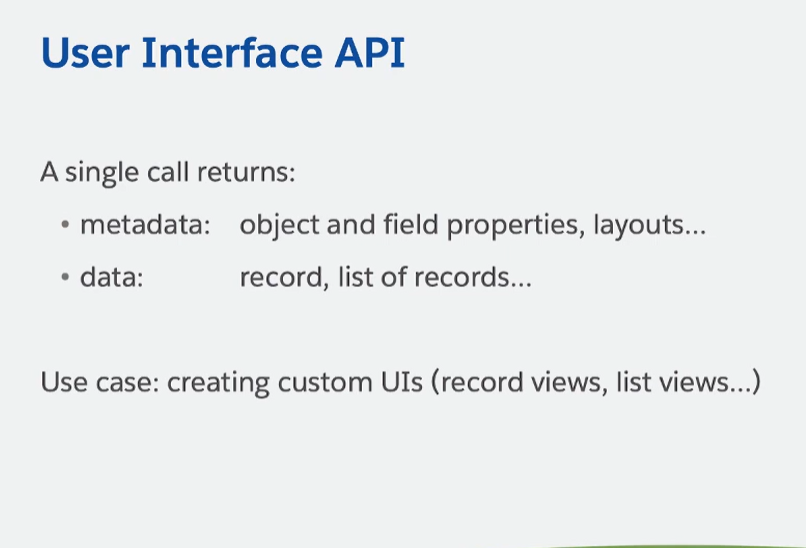 User Interface API
A single call returns:
• metadata: object and field properties, layouts...
• data: record, list of records...
Use case: creating custom UIs (record views, list views...)